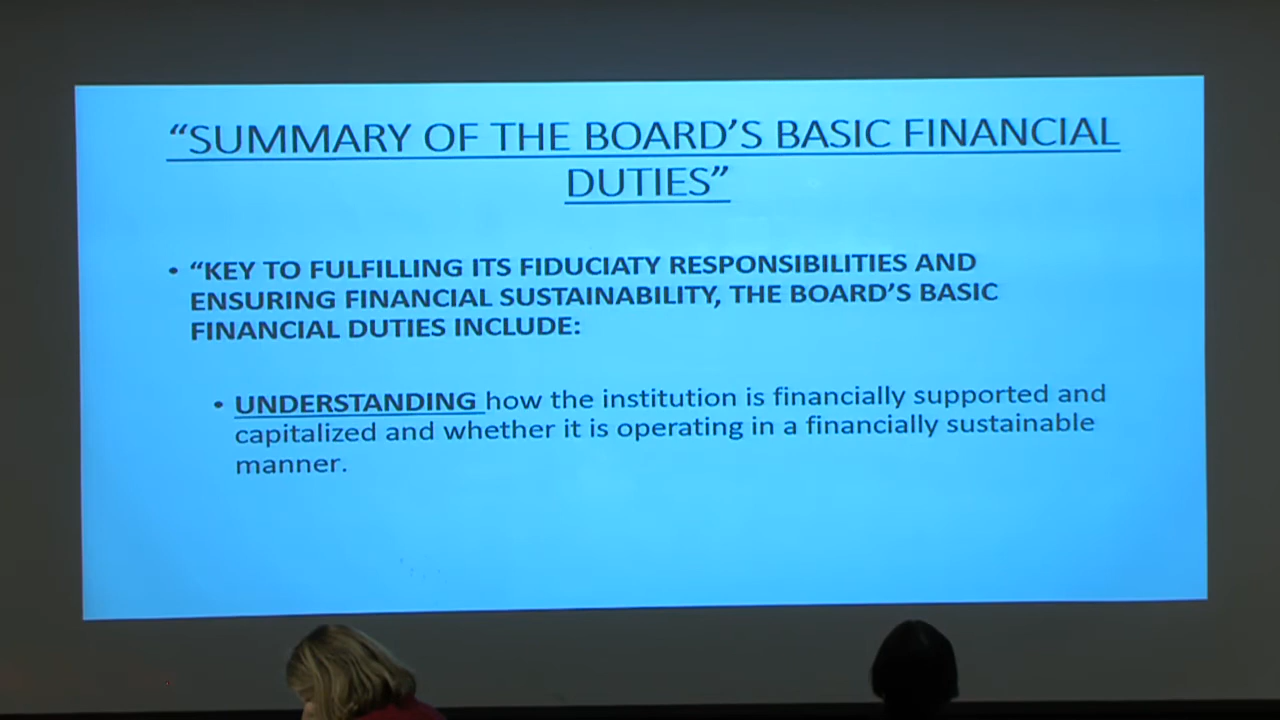 “SUMMARY OF THE BOARD’S BASIC FINANCIAL
DUTIES”
• “KEY TO FULFILLING ITS FIDUCIATY RESPONSIBILITIES AND
ENSURING FINANCIAL SUSTAINABILITY, THE BOARD’S BASIC
FINANCIAL DUTIES INCLUDE:
• UNDERSTANDING how the institution is financially supported and
capitalized and whether it is operating in a financially sustainable
manner.